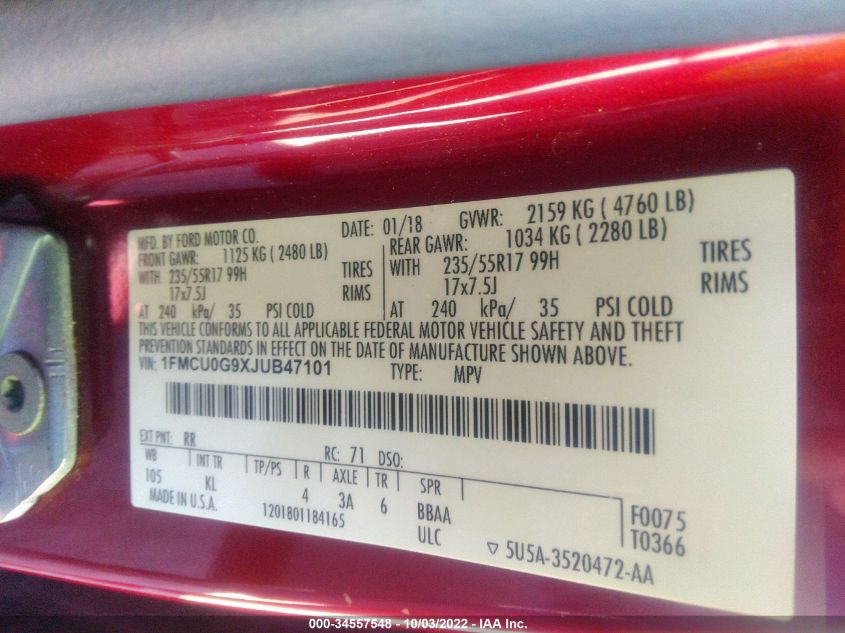 MFD. BY FORD MOTOR CO. DATE: 01/18 GVWR: 2159 KG ( 4760 LB)
FRONT GAWR: 1125 KG ( 2480 LB) REAR GAWR: 1034 KG ( 2280 LB)
WITH 235/55R17 99H TIRES WITH 235/55R17 99H TIRES
17x7.5J RIMS 17x7.5J RIMS
AT 240 kPa/ 35 PSI COLD AT 240 kPa/ 35 PSI COLD
THIS VEHICLE CONFORMS TO ALL APPLICABLE FEDERAL MOTOR VEHICLE SAFETY AND THEFT
PREVENTION STANDARDS IN EFFECT ON THE DATE OF MANUFACTURE SHOWN ABOVE.
VIN: 1FMCU0G9XJUB47101 TYPE: MPV
EXT PNT: RR RC: 71 DSO:
WB INT TR TP/PS R AXLE TR SPR
105 KL 4 3A 6 BBAA F0075
MADE IN U.S.A. 1201801184165 ULC T0366
▽ 5U5A-3520472-AA
000-34557548 - 10/03/2022 - IAA Inc.